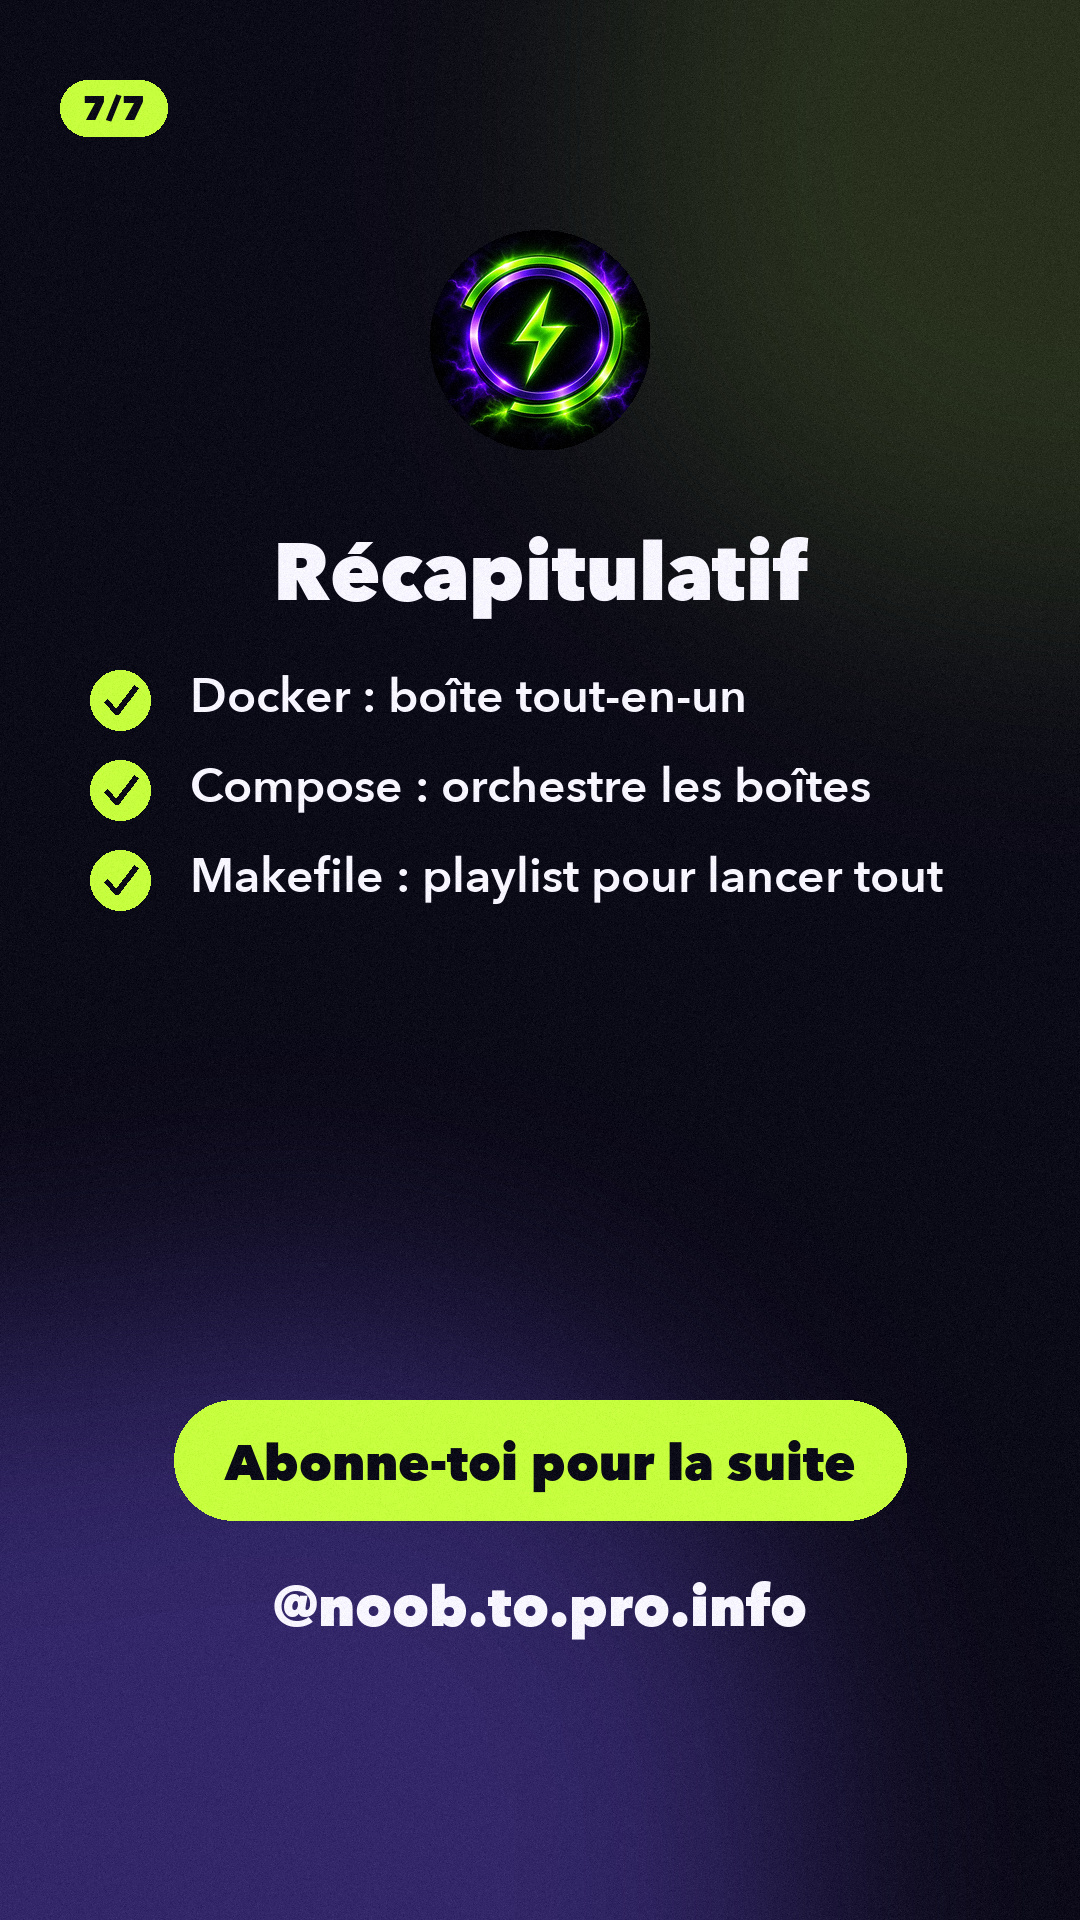 7/7
Récapitulatif
Docker : boîte tout-en-un
Compose : orchestre les boîtes
Makefile : playlist pour lancer tout
Abonne-toi pour la suite
@noob.to.pro.info